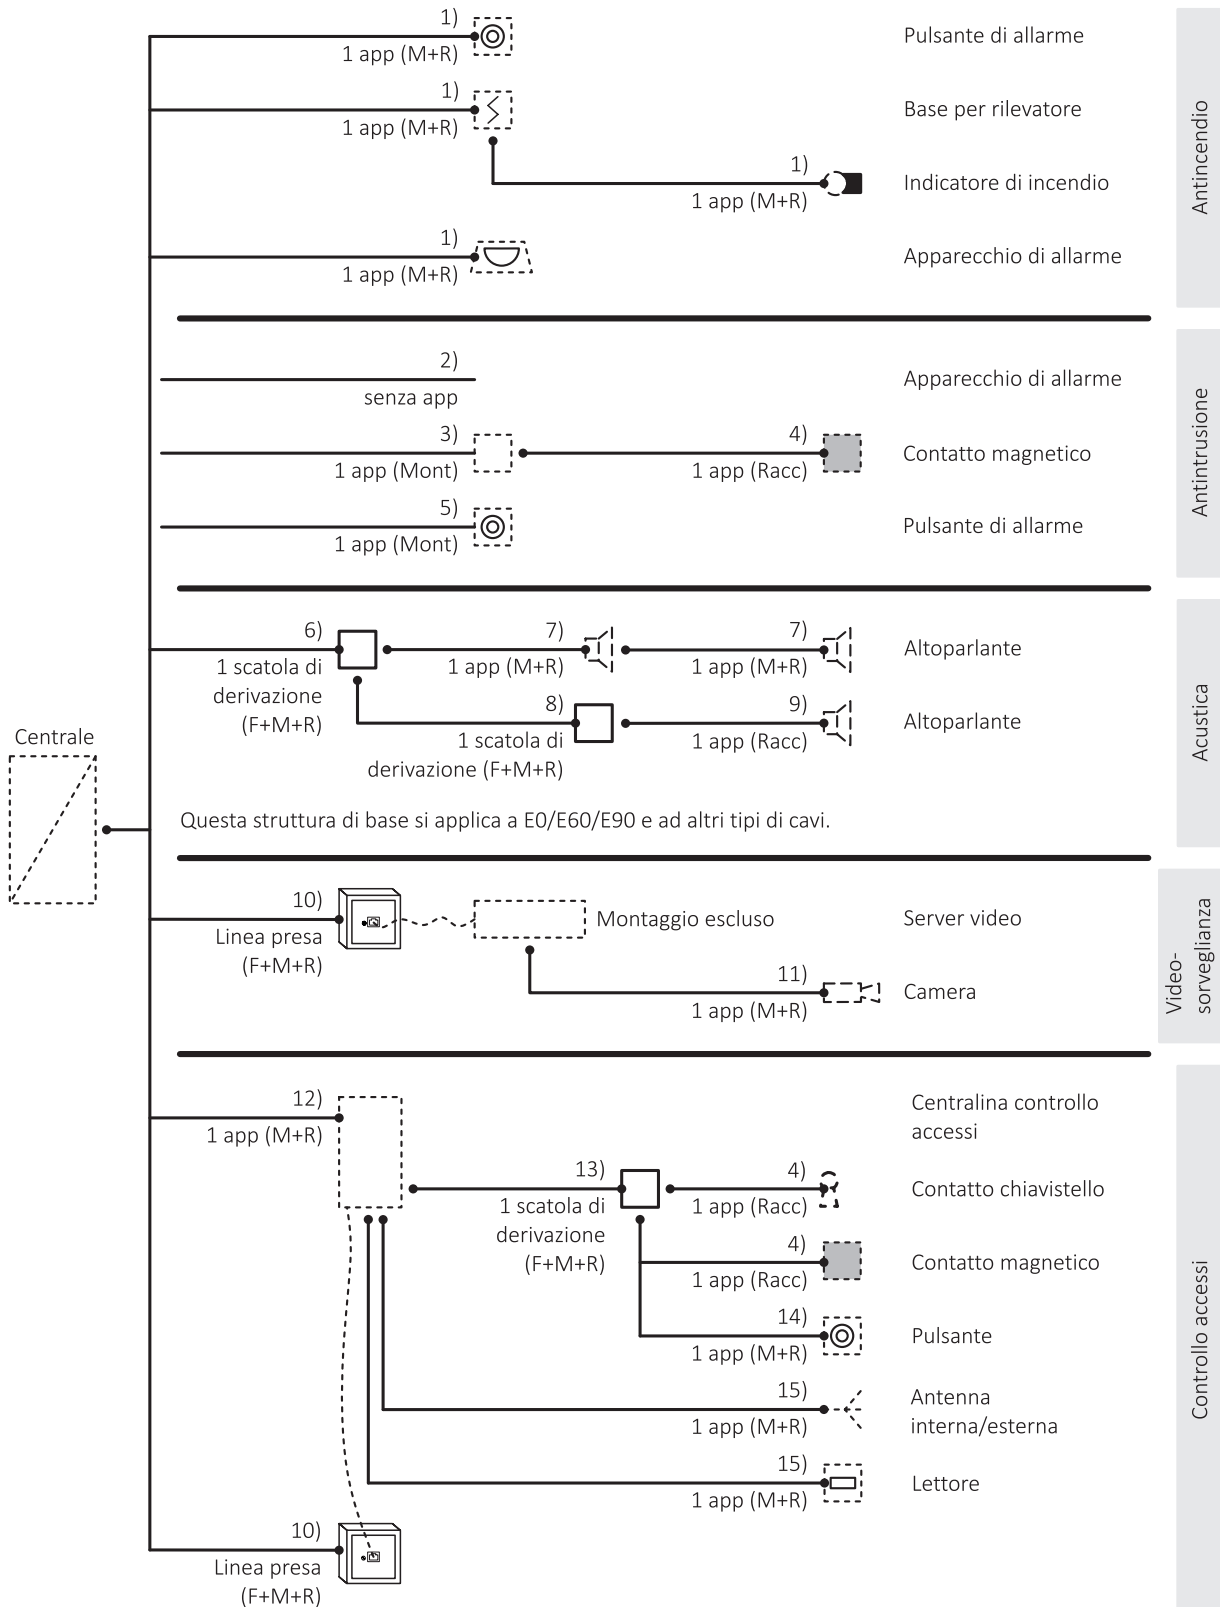 1)
1 app (M+R)
Pulsante di allarme
1)
1 app (M+R)
Base per rilevatore
1)
1 app (M+R)
Indicatore di incendio
1)
1 app (M+R)
Apparecchio di allarme
Antincendio
2)
senza app
Apparecchio di allarme
3)
1 app (Mont)
4)
1 app (Racc)
Contatto magnetico
5)
1 app (Mont)
Pulsante di allarme
Antintrusione
6)
1 scatola di
derivazione
(F+M+R)
7)
1 app (M+R)
7)
1 app (M+R)
Altoparlante
8)
1 scatola di
derivazione (F+M+R)
9)
1 app (Racc)
Altoparlante
Acustica
Centrale
Questa struttura di base si applica a E0/E60/E90 e ad altri tipi di cavi.
10)
Linea presa
(F+M+R)
Montaggio escluso
Server video
11)
1 app (M+R)
Camera
Video-
sorveglianza
12)
1 app (M+R)
Centralina controllo
accessi
13)
1 scatola di
derivazione
(F+M+R)
4)
1 app (Racc)
Contatto chiavistello
4)
1 app (Racc)
Contatto magnetico
14)
1 app (M+R)
Pulsante
15)
1 app (M+R)
Antenna
interna/esterna
15)
1 app (M+R)
Lettore
10)
Linea presa
(F+M+R)
Controllo accessi